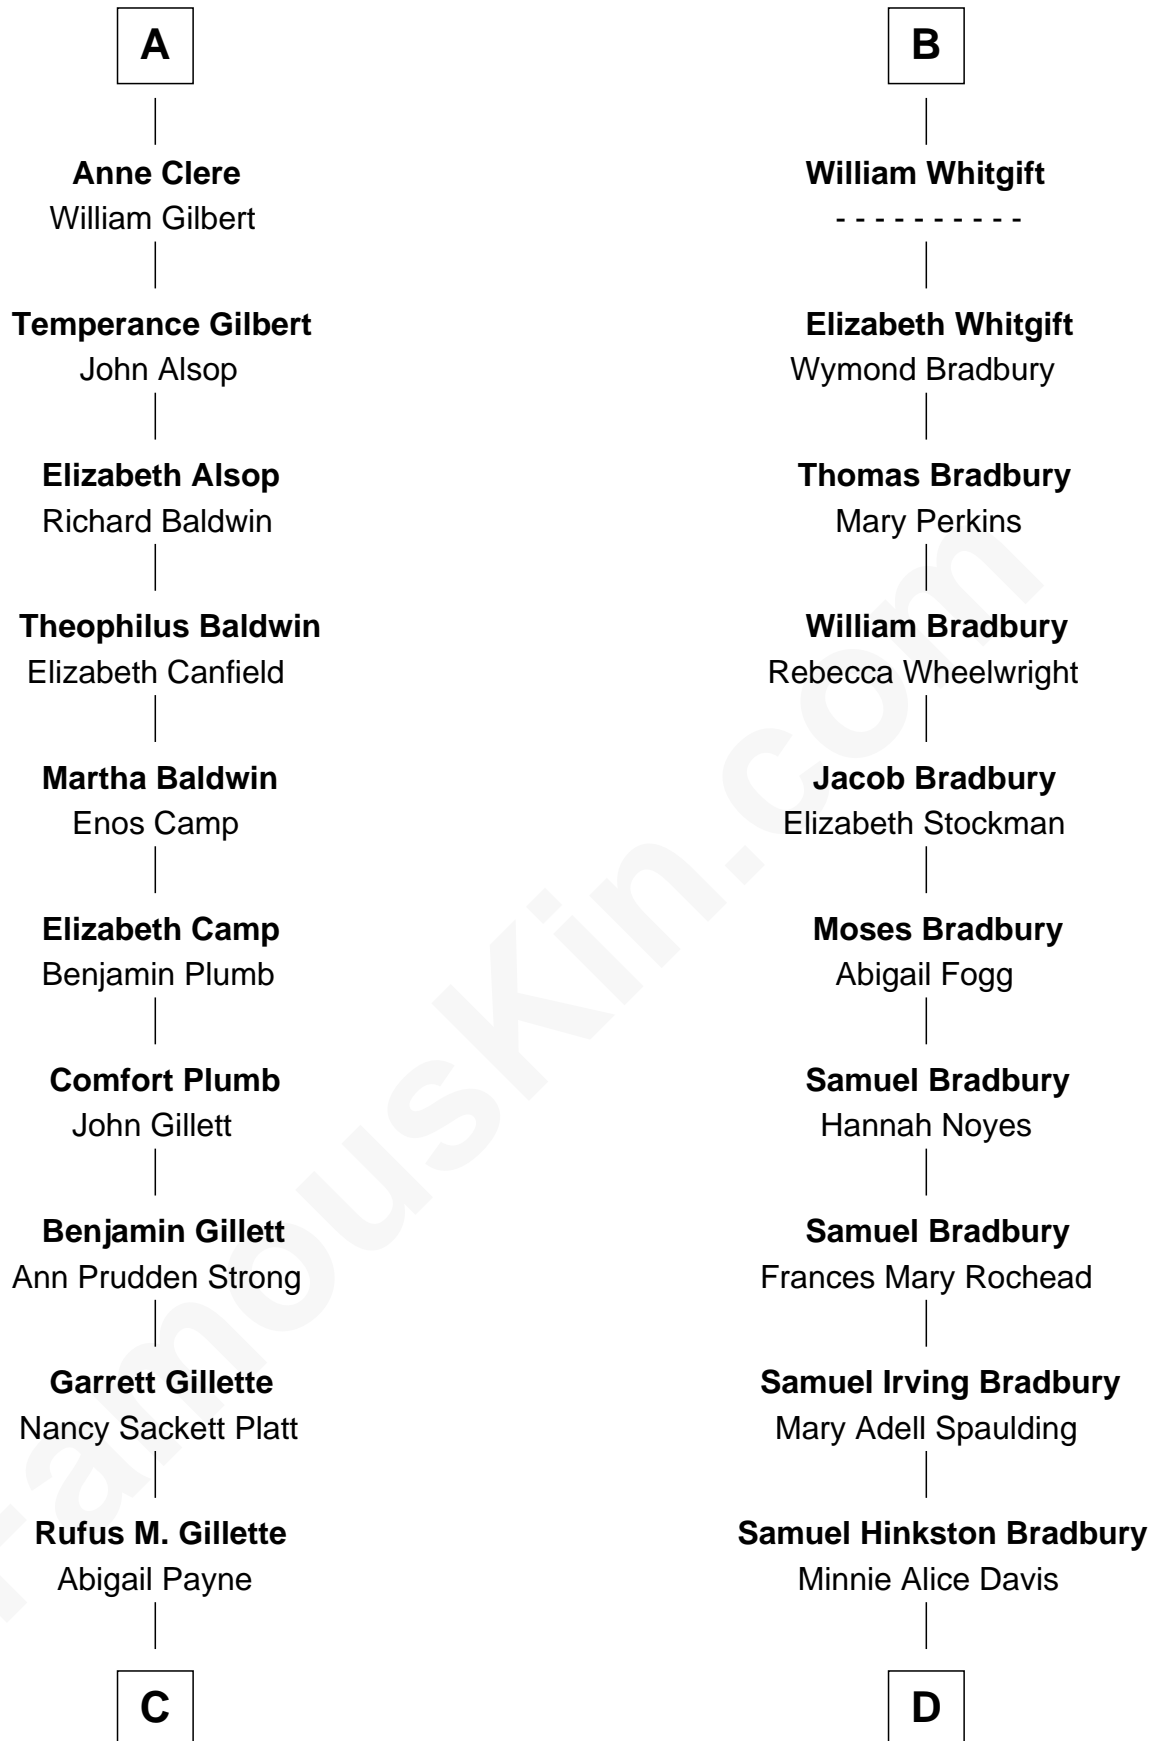 A
Anne Clere
William Gilbert
Temperance Gilbert
John Alsop
Elizabeth Alsop
Richard Baldwin
Theophilus Baldwin
Elizabeth Canfield
Martha Baldwin
Enos Camp
Elizabeth Camp
Benjamin Plumb
Comfort Plumb
John Gillett
Benjamin Gillett
Ann Prudden Strong
Garrett Gillette
Nancy Sackett Platt
Rufus M. Gillette
Abigail Payne
C
B
William Whitgift
- - - - - - - - - -
Elizabeth Whitgift
Wymond Bradbury
Thomas Bradbury
Mary Perkins
William Bradbury
Rebecca Wheelwright
Jacob Bradbury
Elizabeth Stockman
Moses Bradbury
Abigail Fogg
Samuel Bradbury
Hannah Noyes
Samuel Bradbury
Frances Mary Rochead
Samuel Irving Bradbury
Mary Adell Spaulding
Samuel Hinkston Bradbury
Minnie Alice Davis
D
FamousKin.com